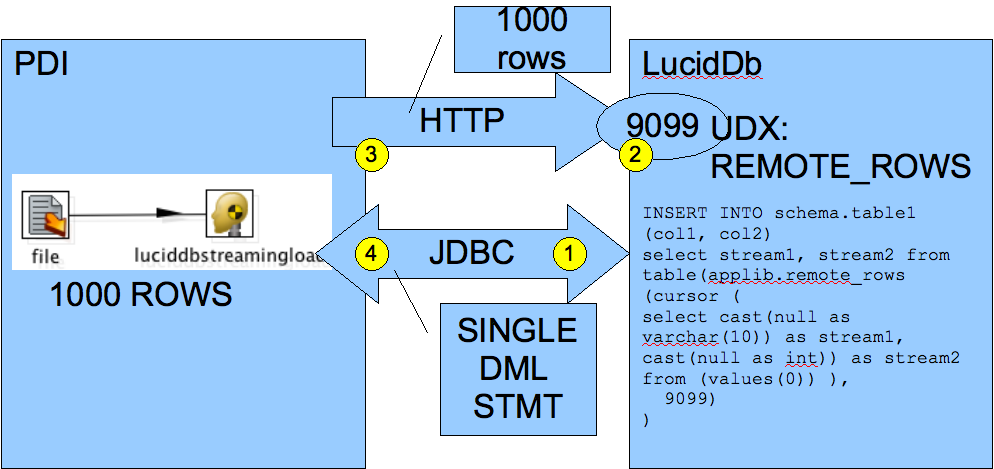 PDI
1000
rows
LucidDb
HTTP
9099
UDX:
REMOTE_ROWS
3
2
file
luciddbstreamingloa
1000 ROWS
4
JDBC
1
SINGLE
DML
STMT
INSERT INTO schema.table1
(col1, col2)
select stream1, stream2 from
table(applib.remote_rows
(cursor (
select cast(null as
varchar(10)) as stream1,
cast(null as int)) as stream2
from (values(0)) ),
9099)
)